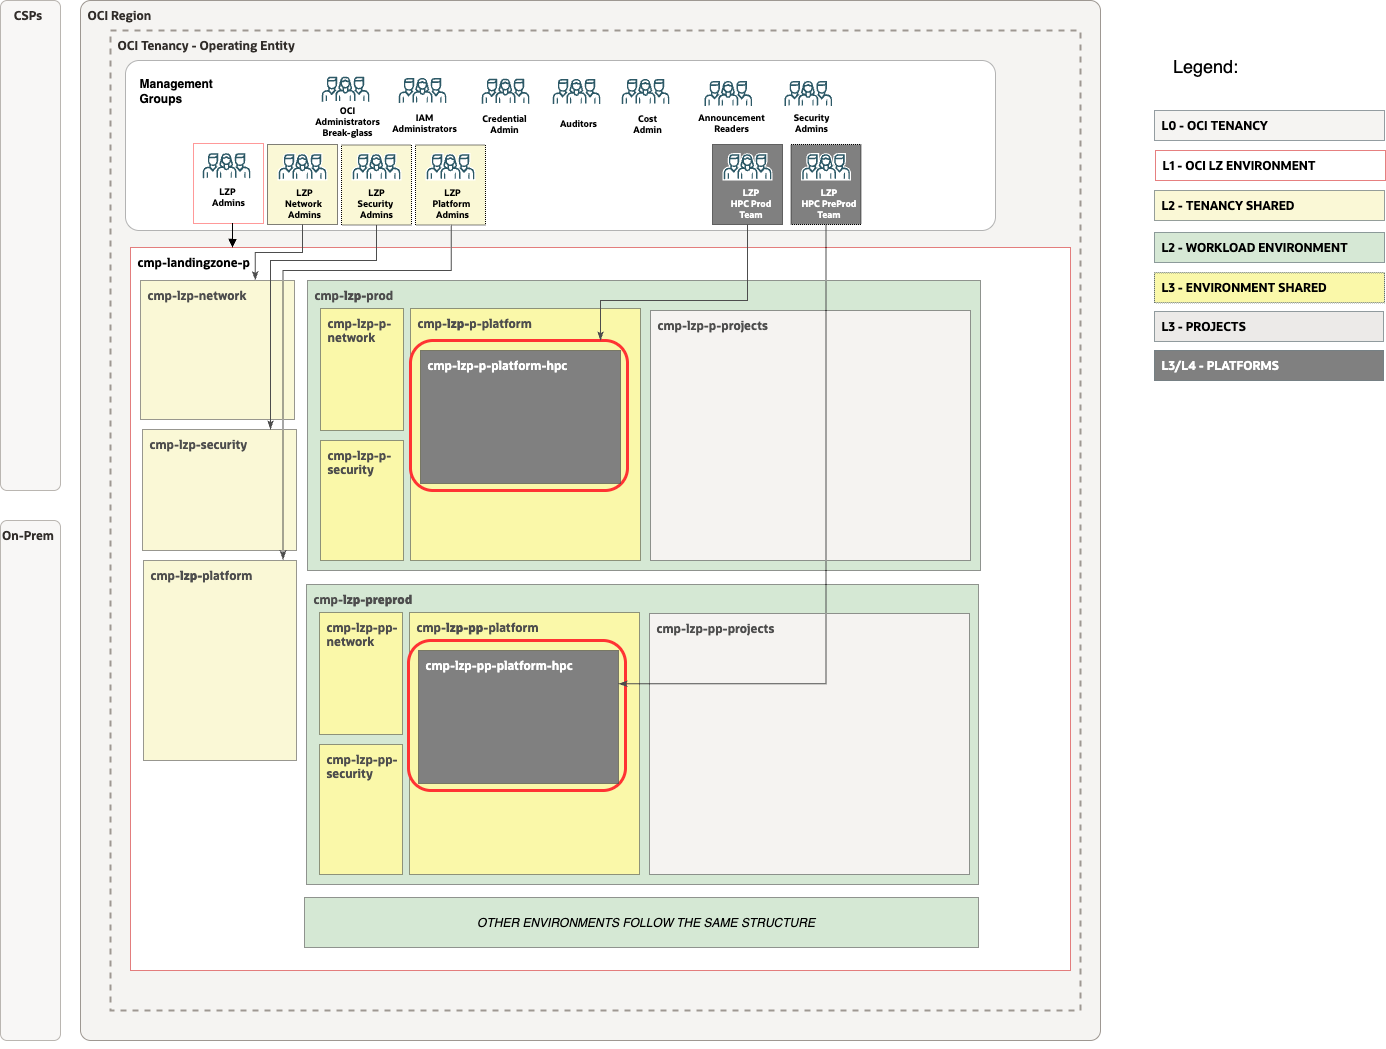 CSPs
OCI Region
OCI Tenancy - Operating Entity
Management
Groups
OCI
Administrators
Break-glass
IAM
Administrators
Credential
Admin
Auditors
Cost
Admin
Announcement
Readers
Security
Admins
LZP
Admins
LZP
Network
Admins
LZP
Security
Admins
LZP
Platform
Admins
LZP
HPC Prod
Team
LZP
HPC PreProd
Team
cmp-landingzone-p
cmp-lzp-network
cmp-lzp-security
cmp-lzp-platform
cmp-lzp-prod
cmp-lzp-p-
network
cmp-lzp-p-
security
cmp-lzp-p-platform
cmp-lzp-p-platform-hpc
cmp-lzp-p-projects
cmp-lzp-preprod
cmp-lzp-pp-
network
cmp-lzp-pp-
security
cmp-lzp-pp-platform
cmp-lzp-pp-platform-hpc
cmp-lzp-pp-projects
OTHER ENVIRONMENTS FOLLOW THE SAME STRUCTURE
On-Prem
Legend:
L0 - OCI TENANCY
L1 - OCI LZ ENVIRONMENT
L2 - TENANCY SHARED
L2 - WORKLOAD ENVIRONMENT
L3 - ENVIRONMENT SHARED
L3 - PROJECTS
L3/L4 - PLATFORMS